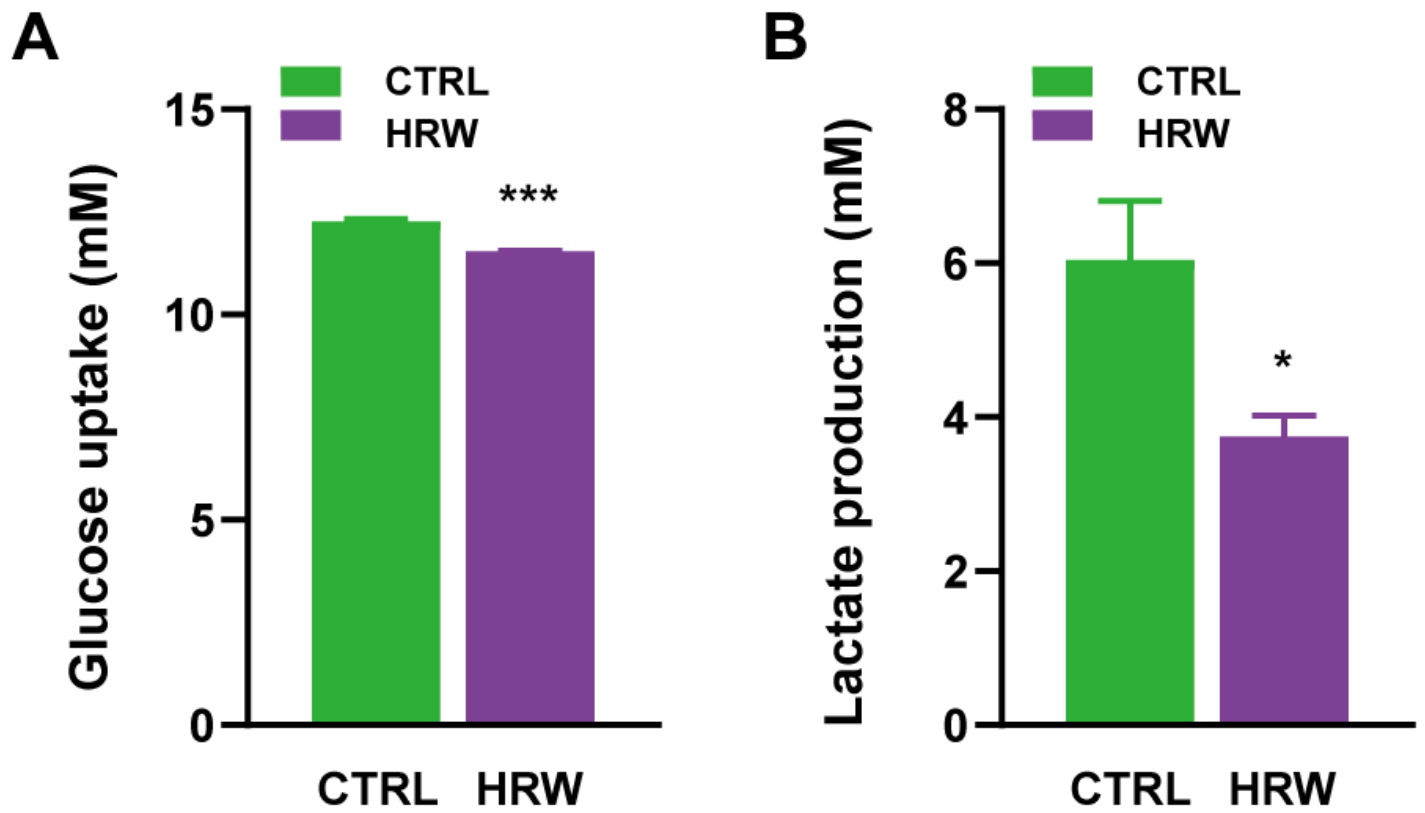 A
CTRL
HRW
15
10
5
0
Glucose uptake (mM)
***
CTRL HRW
B
CTRL
HRW
8
6
4
2
0
Lactate production (mM)
*
CTRL HRW